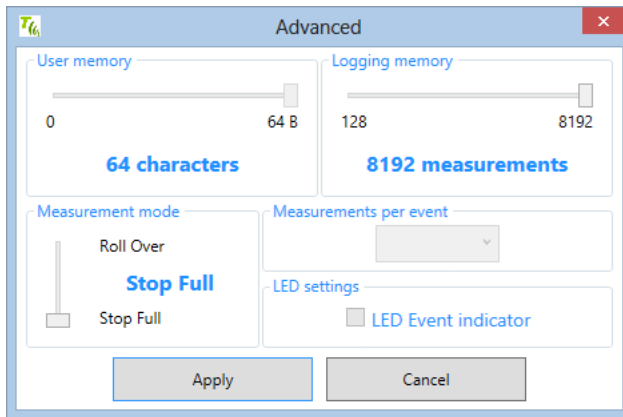 Advanced
User memory
0 64 B
64 characters
Logging memory
128 8192
8192 measurements
Measurement mode
Roll Over
Stop Full
Stop Full
Measurements per event
LED settings
LED Event indicator
Apply
Cancel